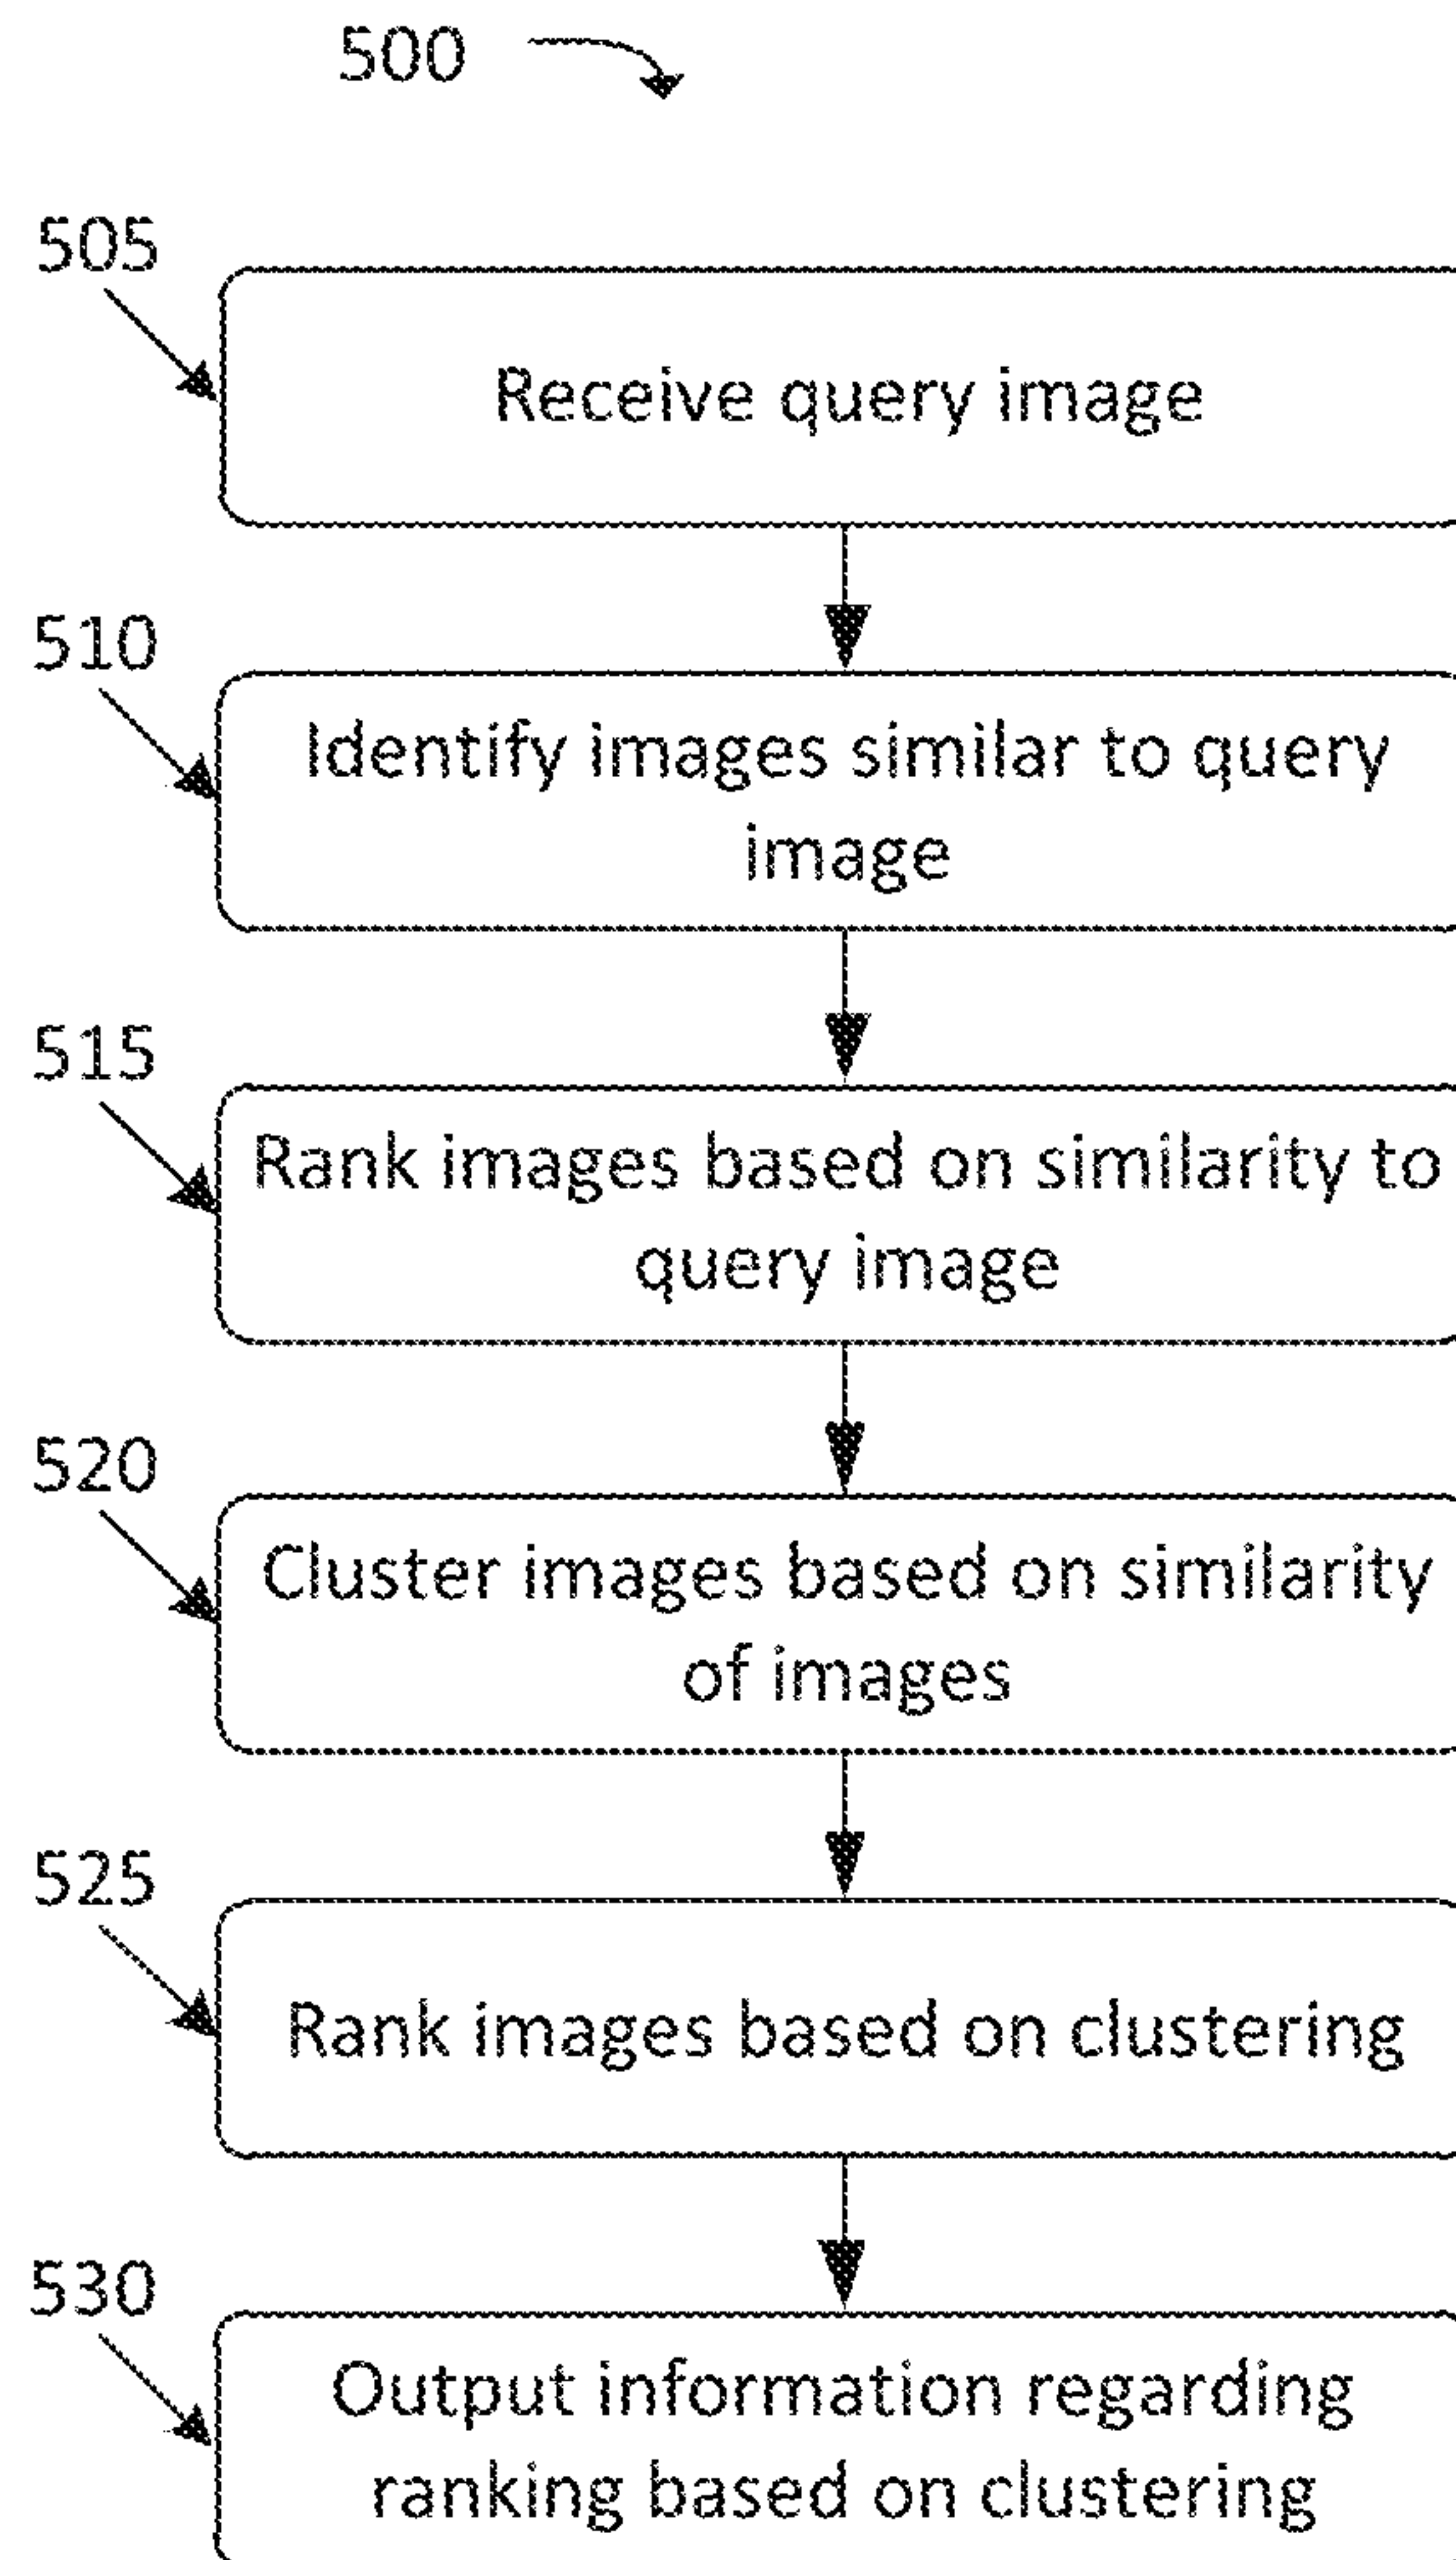 500
505
Receive query image
510
Identify images similar to query
image
515
Rank images based on similarity to
query image
520
Cluster images based on similarity
of images
525
Rank images based on clustering
530
Output information regarding
ranking based on clustering